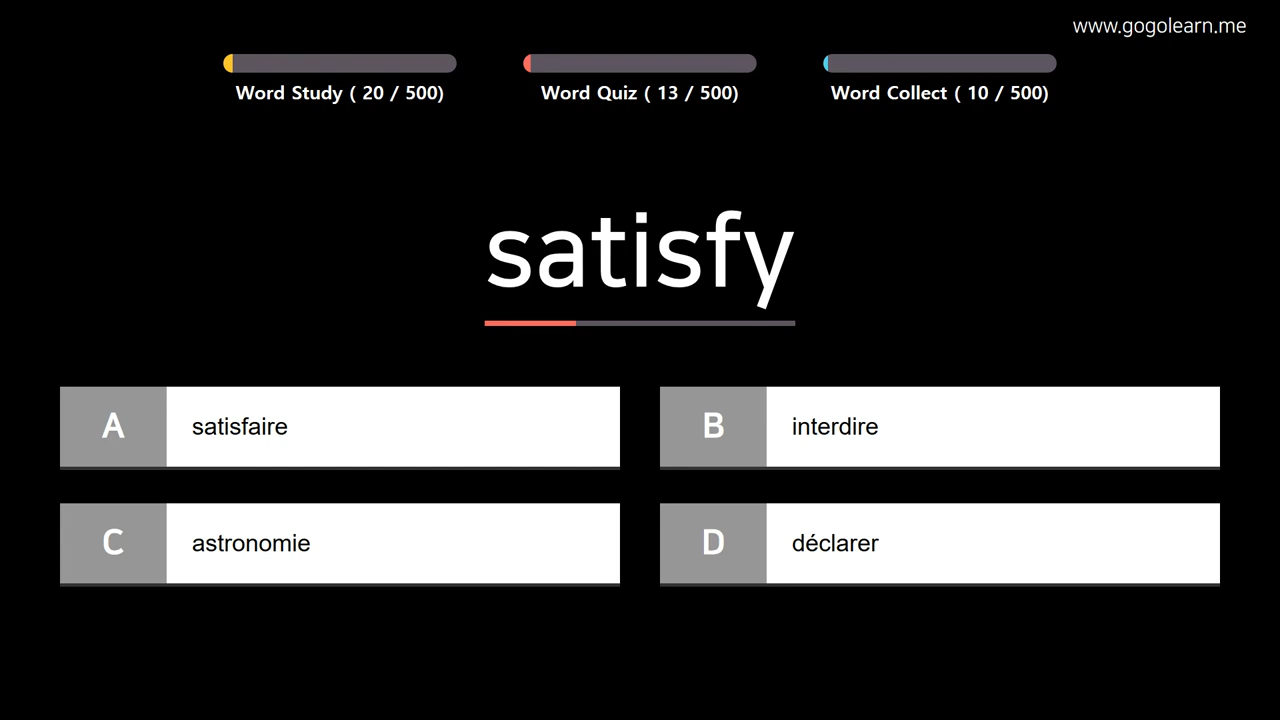 www.gogolearn.me
Word Study ( 20 / 500)
Word Quiz ( 13 / 500)
Word Collect ( 10 / 500)
satisfy
A satisfaire
B interdire
C astronomie
D déclarer